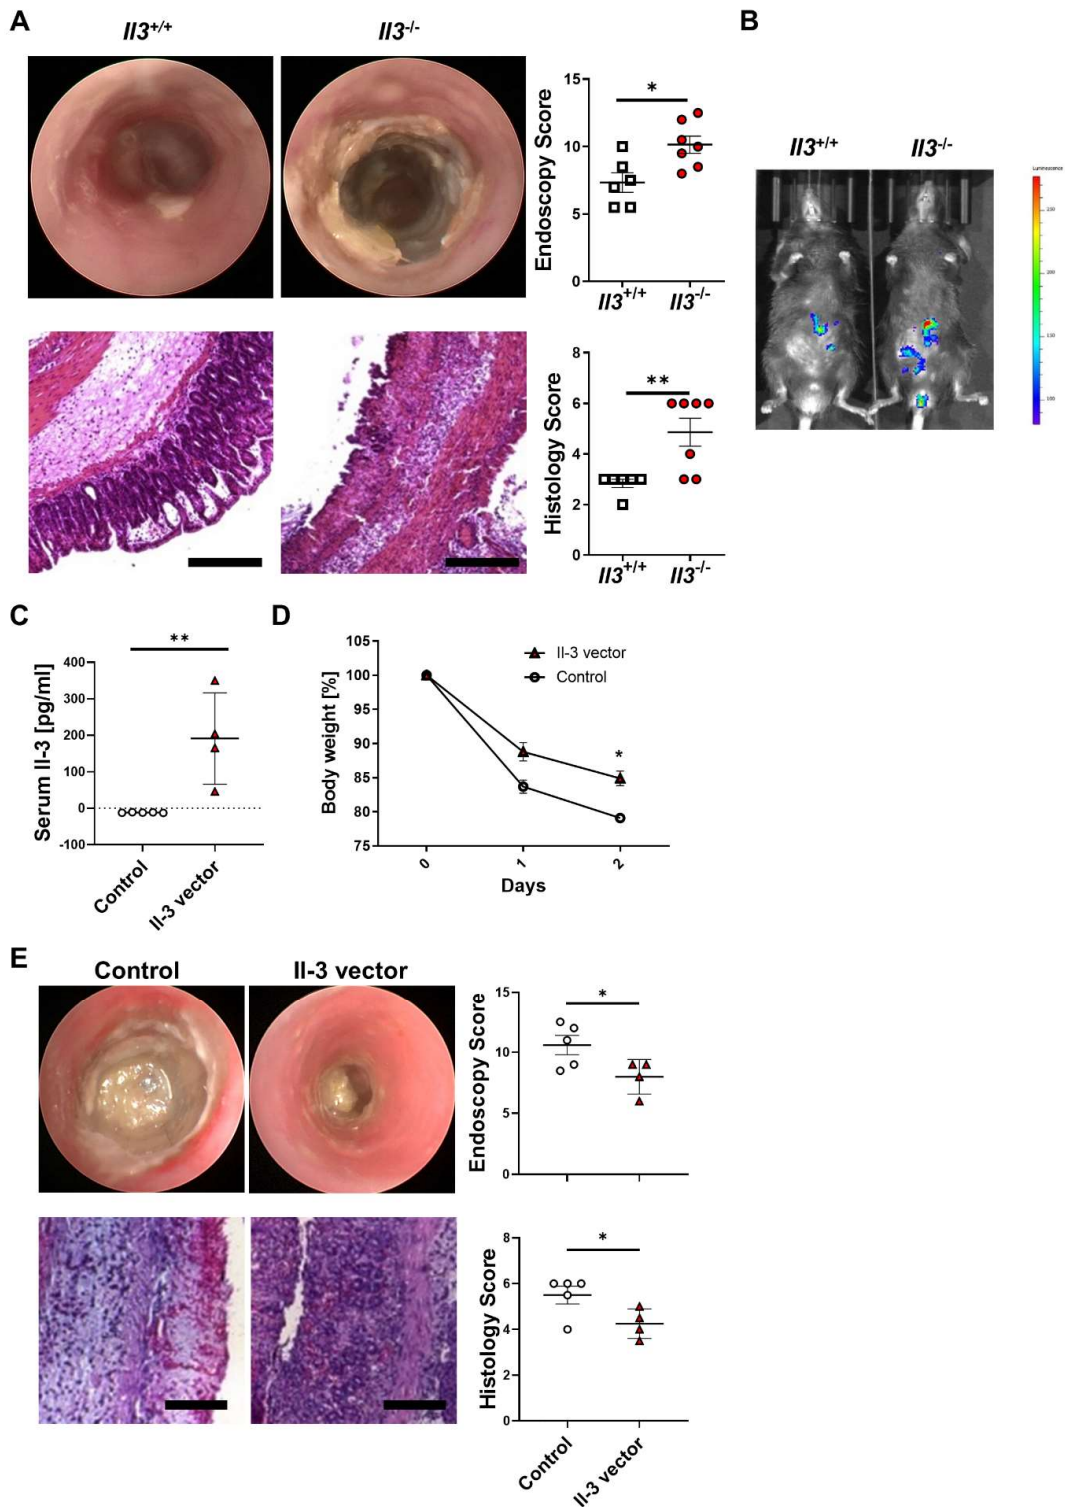 A
Il3+/+
Il3-/-
15
10
5
0
Endoscopy Score
*
Il3+/+
Il3-/-
8
6
4
2
0
Histology Score
**
Il3+/+
Il3-/-
B
Il3+/+
Il3-/-
Luminescence
C
**
400
300
200
100
0
-100
Serum Il-3 [pg/ml]
Control
Il-3 vector
D
105
100
95
90
85
80
75
Body weight [%]
Il-3 vector
Control
*
0
1
2
Days
E
Control
Il-3 vector
15
10
5
0
Endoscopy Score
*
8
6
4
2
0
Histology Score
*
Control
Il-3 vector